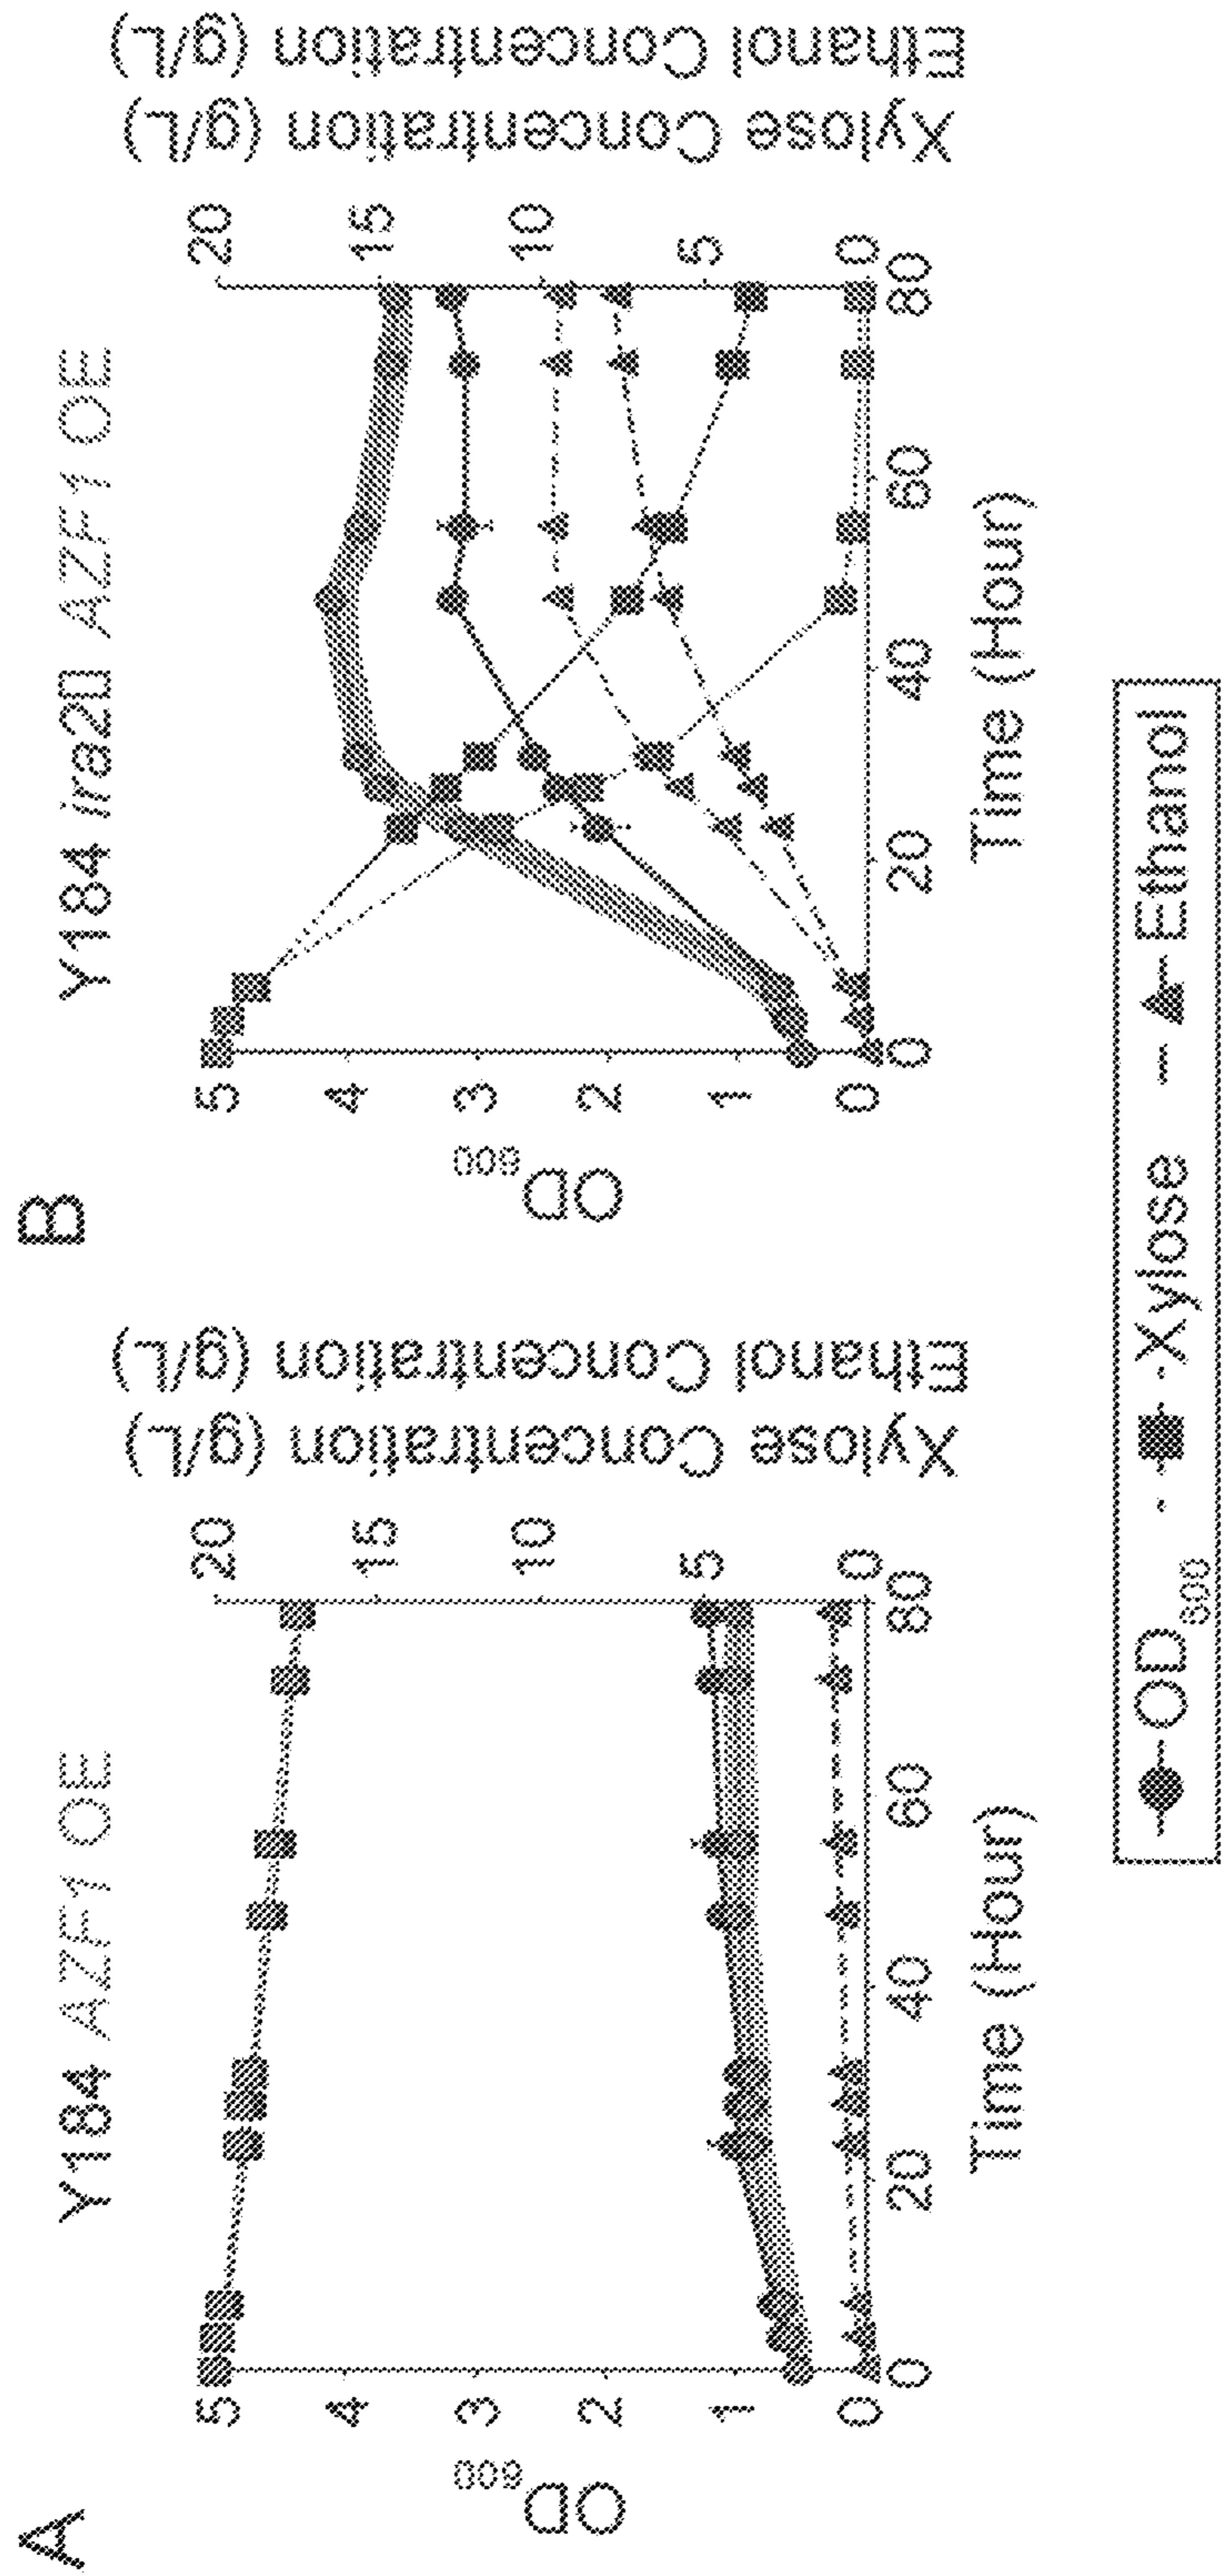 A
Y184 AZF1 OE
OD600
5
4
3
2
1
0
0
20
40
60
80
Time (Hour)
20
15
10
5
0
Xylose Concentration (g/L)
Ethanol Concentration (g/L)
B
Y184 ira2 AZF1 OE
OD600
5
4
3
2
1
0
0
20
40
60
80
Time (Hour)
20
15
10
5
0
Xylose Concentration (g/L)
Ethanol Concentration (g/L)
OD600 Xylose Ethanol